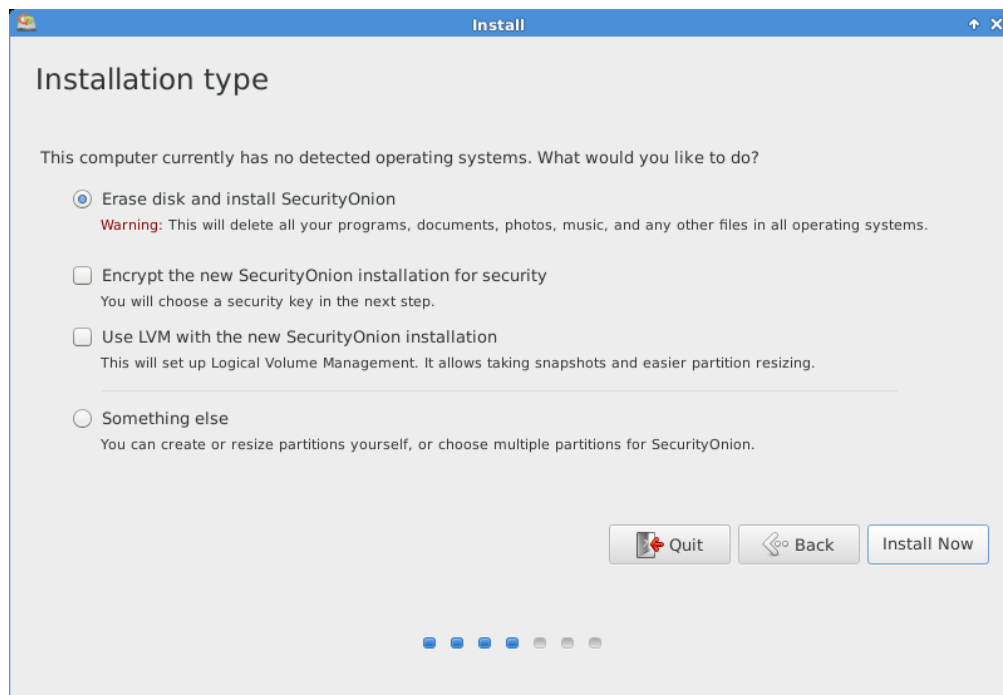 Install
Installation type
This computer currently has no detected operating systems. What would you like to do?
Erase disk and install SecurityOnion
Warning: This will delete all your programs, documents, photos, music, and any other files in all operating systems.
Encrypt the new SecurityOnion installation for security
You will choose a security key in the next step.
Use LVM with the new SecurityOnion installation
This will set up Logical Volume Management. It allows taking snapshots and easier partition resizing.
Something else
You can create or resize partitions yourself, or choose multiple partitions for SecurityOnion.
Quit Back Install Now